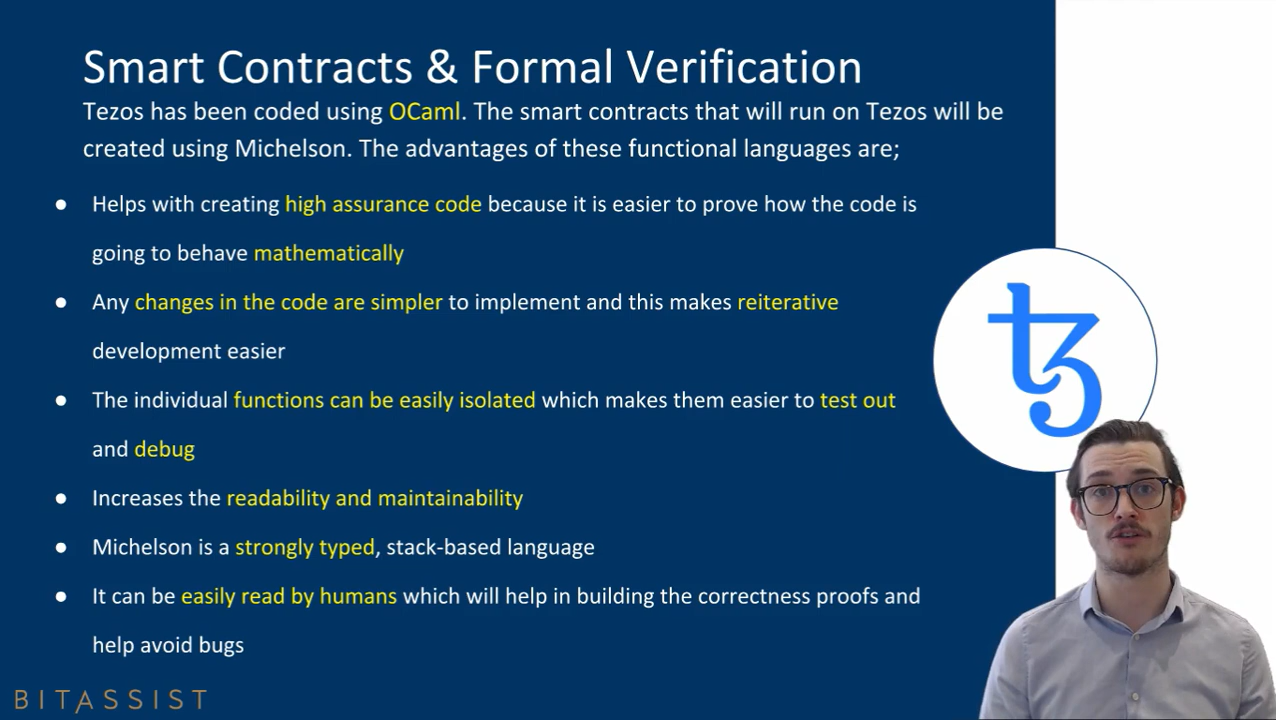 Smart Contracts & Formal Verification
Tezos has been coded using OCaml. The smart contracts that will run on Tezos will be
created using Michelson. The advantages of these functional languages are;
● Helps with creating high assurance code because it is easier to prove how the code is
going to behave mathematically
● Any changes in the code are simpler to implement and this makes reiterative
development easier
● The individual functions can be easily isolated which makes them easier to test out
and debug
● Increases the readability and maintainability
● Michelson is a strongly typed, stack-based language
● It can be easily read by humans which will help in building the correctness proofs and
help avoid bugs
BITASSIST